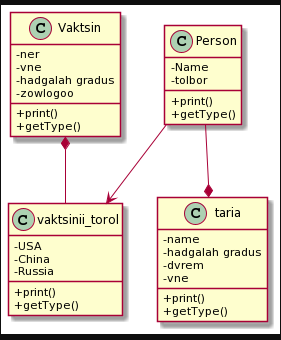 C Vaktsin
-ner
-vne
-hadgalah gradus
-zowlogoo
+print()
+getType()
C Person
-Name
-tolbor
+print()
+getType()
C vaktsinii_torol
-USA
-China
-Russia
+print()
+getType()
C taria
-name
-hadgalah gradus
-dvrem
-vne
+print()
+getType()